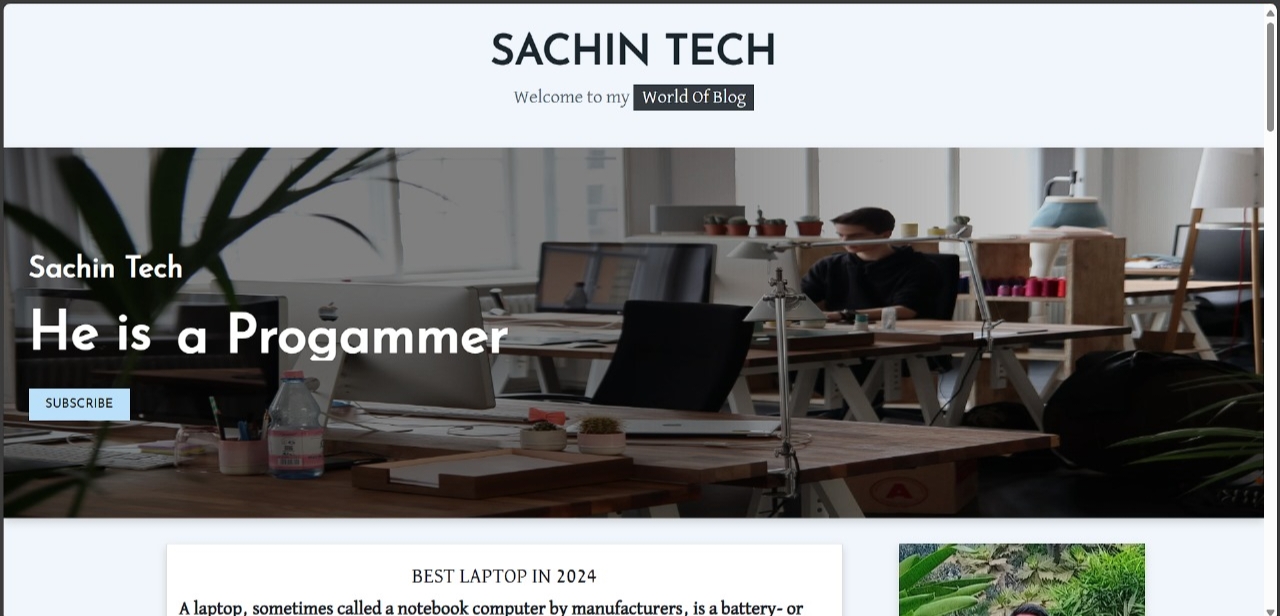 SACHIN TECH
Welcome to my World Of Blog
Sachin Tech
He is a Progammer
SUBSCRIBE
A
BEST LAPTOP IN 2024
A laptop, sometimes called a notebook computer by manufacturers, is a battery- or